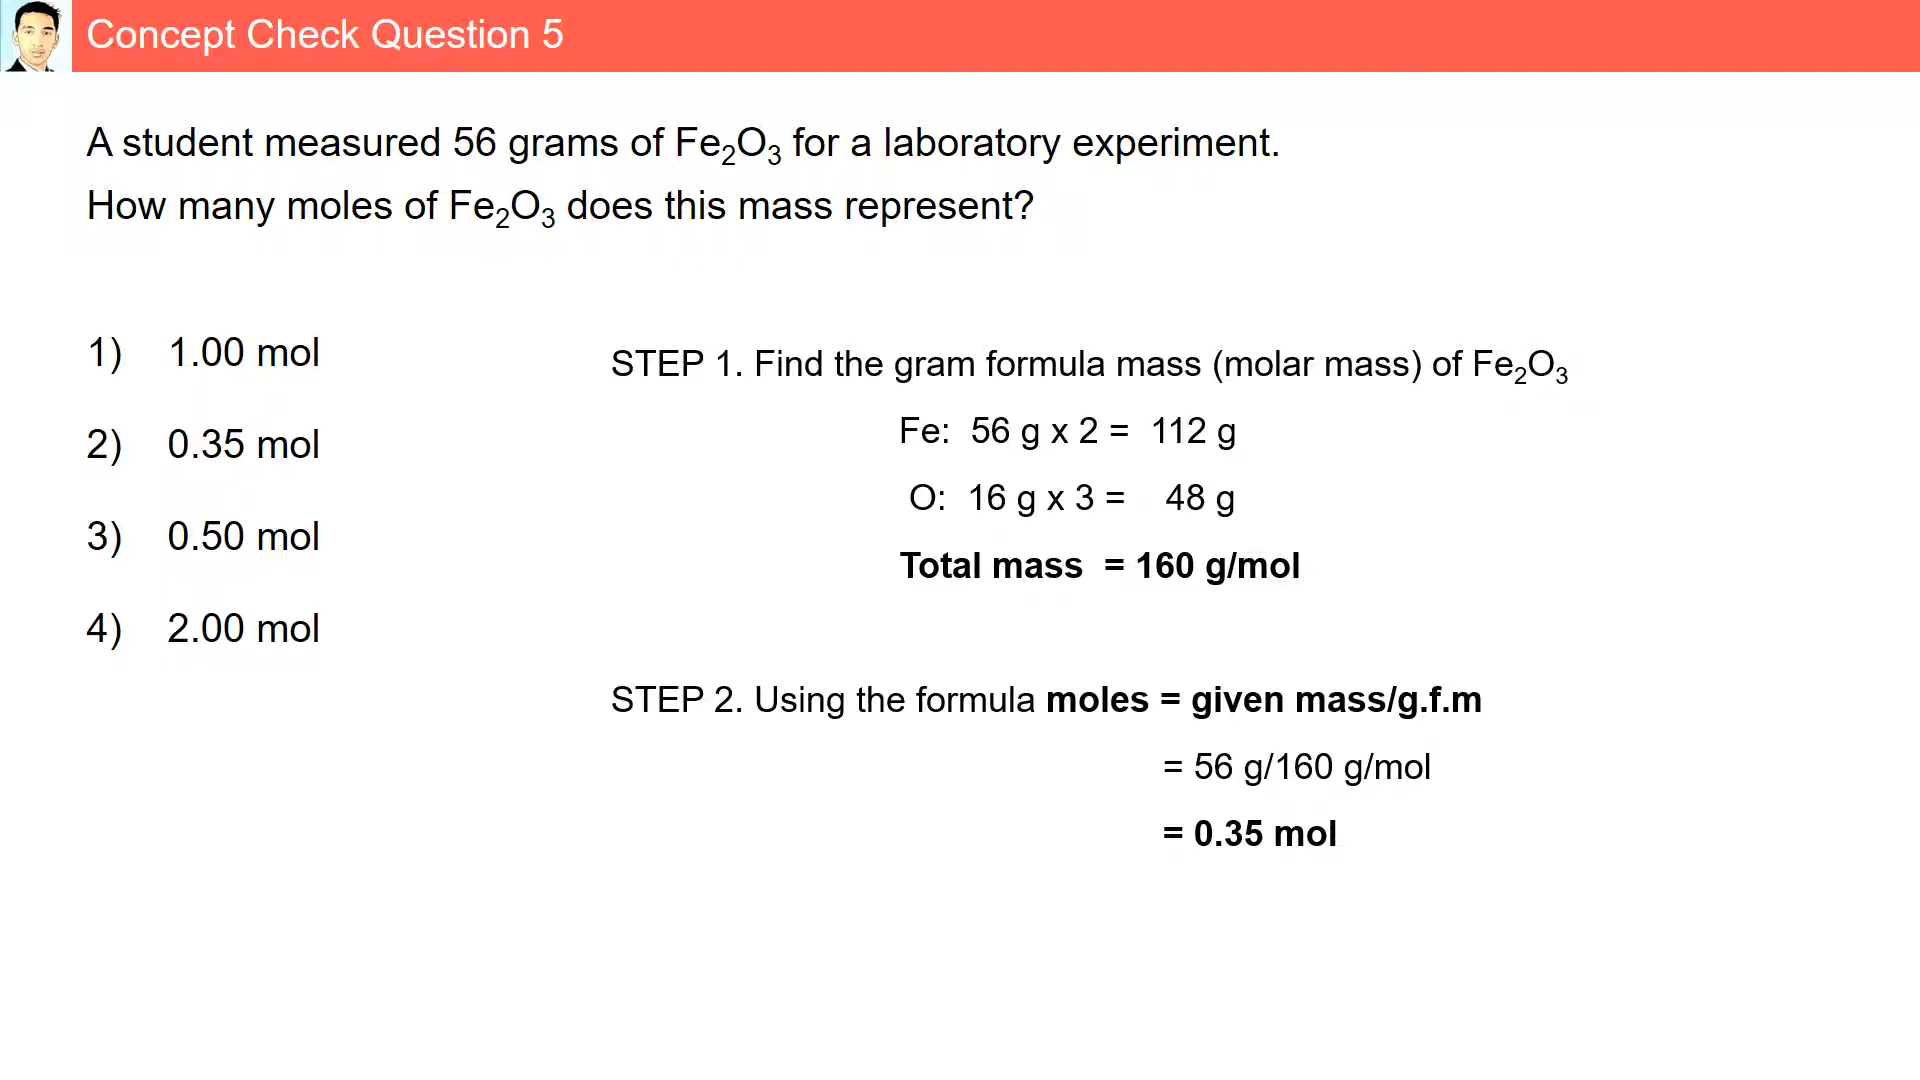 Concept Check Question 5
A student measured 56 grams of Fe₂O₃ for a laboratory experiment.
How many moles of Fe₂O₃ does this mass represent?
1) 1.00 mol
2) 0.35 mol
3) 0.50 mol
4) 2.00 mol
STEP 1. Find the gram formula mass (molar mass) of Fe₂O₃
Fe: 56 g x 2 = 112 g
O: 16 g x 3 = 48 g
Total mass = 160 g/mol
STEP 2. Using the formula moles = given mass/g.f.m
= 56 g/160 g/mol
= 0.35 mol